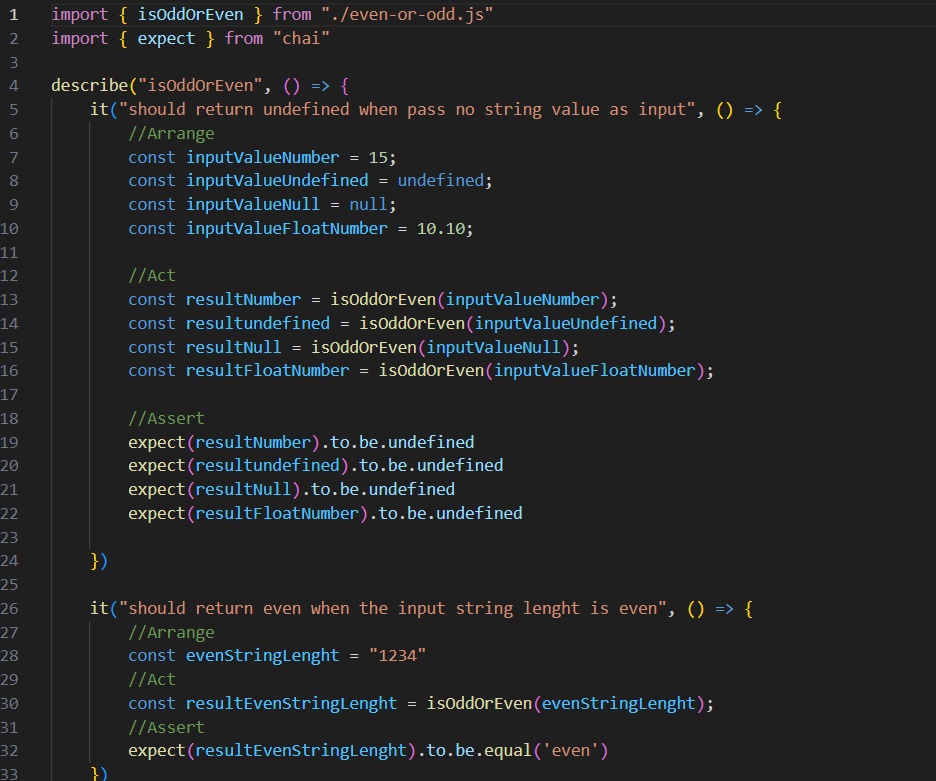 1 import { isOddOrEven } from "./even-or-odd.js"
2 import { expect } from "chai"
3
4 describe("isOddOrEven", () => {
5     it("should return undefined when pass no string value as input", () => {
6         //Arrange
7         const inputValueNumber = 15;
8         const inputValueUndefined = undefined;
9         const inputValueNull = null;
10         const inputValueFloatNumber = 10.10;
11
12         //Act
13         const resultNumber = isOddOrEven(inputValueNumber);
14         const resultundefined = isOddOrEven(inputValueUndefined);
15         const resultNull = isOddOrEven(inputValueNull);
16         const resultFloatNumber = isOddOrEven(inputValueFloatNumber);
17
18         //Assert
19         expect(resultNumber).to.be.undefined
20         expect(resultundefined).to.be.undefined
21         expect(resultNull).to.be.undefined
22         expect(resultFloatNumber).to.be.undefined
23
24     })
25
26     it("should return even when the input string lenght is even", () => {
27         //Arrange
28         const evenStringLenght = "1234"
29         //Act
30         const resultEvenStringLenght = isOddOrEven(evenStringLenght);
31         //Assert
32         expect(resultEvenStringLenght).to.be.equal('even')
33     })